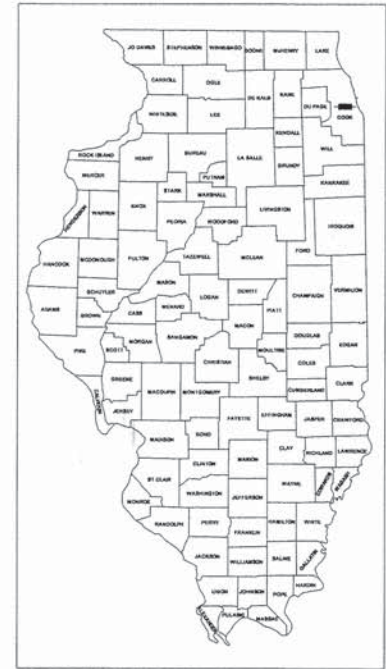 JO DAVIESS STEPHENSON WINNEBAGO BOONE McHENRY LAKE
CARROLL OGLE
DE KALB KANE
DU PAGE COOK
WHITESIDE LEE
KENDALL WILL
ROCK ISLAND HENRY BUREAU LA SALLE GRUNDY
MERCER PUTNAM
KANKAKEE
STARK MARSHALL
HENDERSON WARREN KNOX PEORIA WOODFORD LIVINGSTON IROQUOIS
FORD
HANCOCK McDONOUGH FULTON TAZEWELL McLEAN
MASON
SCHUYLER LOGAN DEWITT CHAMPAIGN VERMILION
ADAMS BROWN CASS MENARD PIATT
MACON
MORGAN SANGAMON DOUGLAS EDGAR
PIKE SCOTT CHRISTIAN MOULTRIE COLES
SHELBY
GREENE CLARK
CALHOUN MACOUPIN MONTGOMERY CUMBERLAND
JERSEY
FAYETTE EFFINGHAM JASPER CRAWFORD
MADISON BOND
CLAY RICHLAND LAWRENCE
MARION
CLINTON
ST CLAIR WAYNE WABASH
WASHINGTON JEFFERSON
MONROE
RANDOLPH PERRY HAMILTON WHITE
FRANKLIN
JACKSON SALINE GALLATIN
WILLIAMSON
HARDIN
UNION JOHNSON POPE
ALEXANDER PULASKI MASSAC